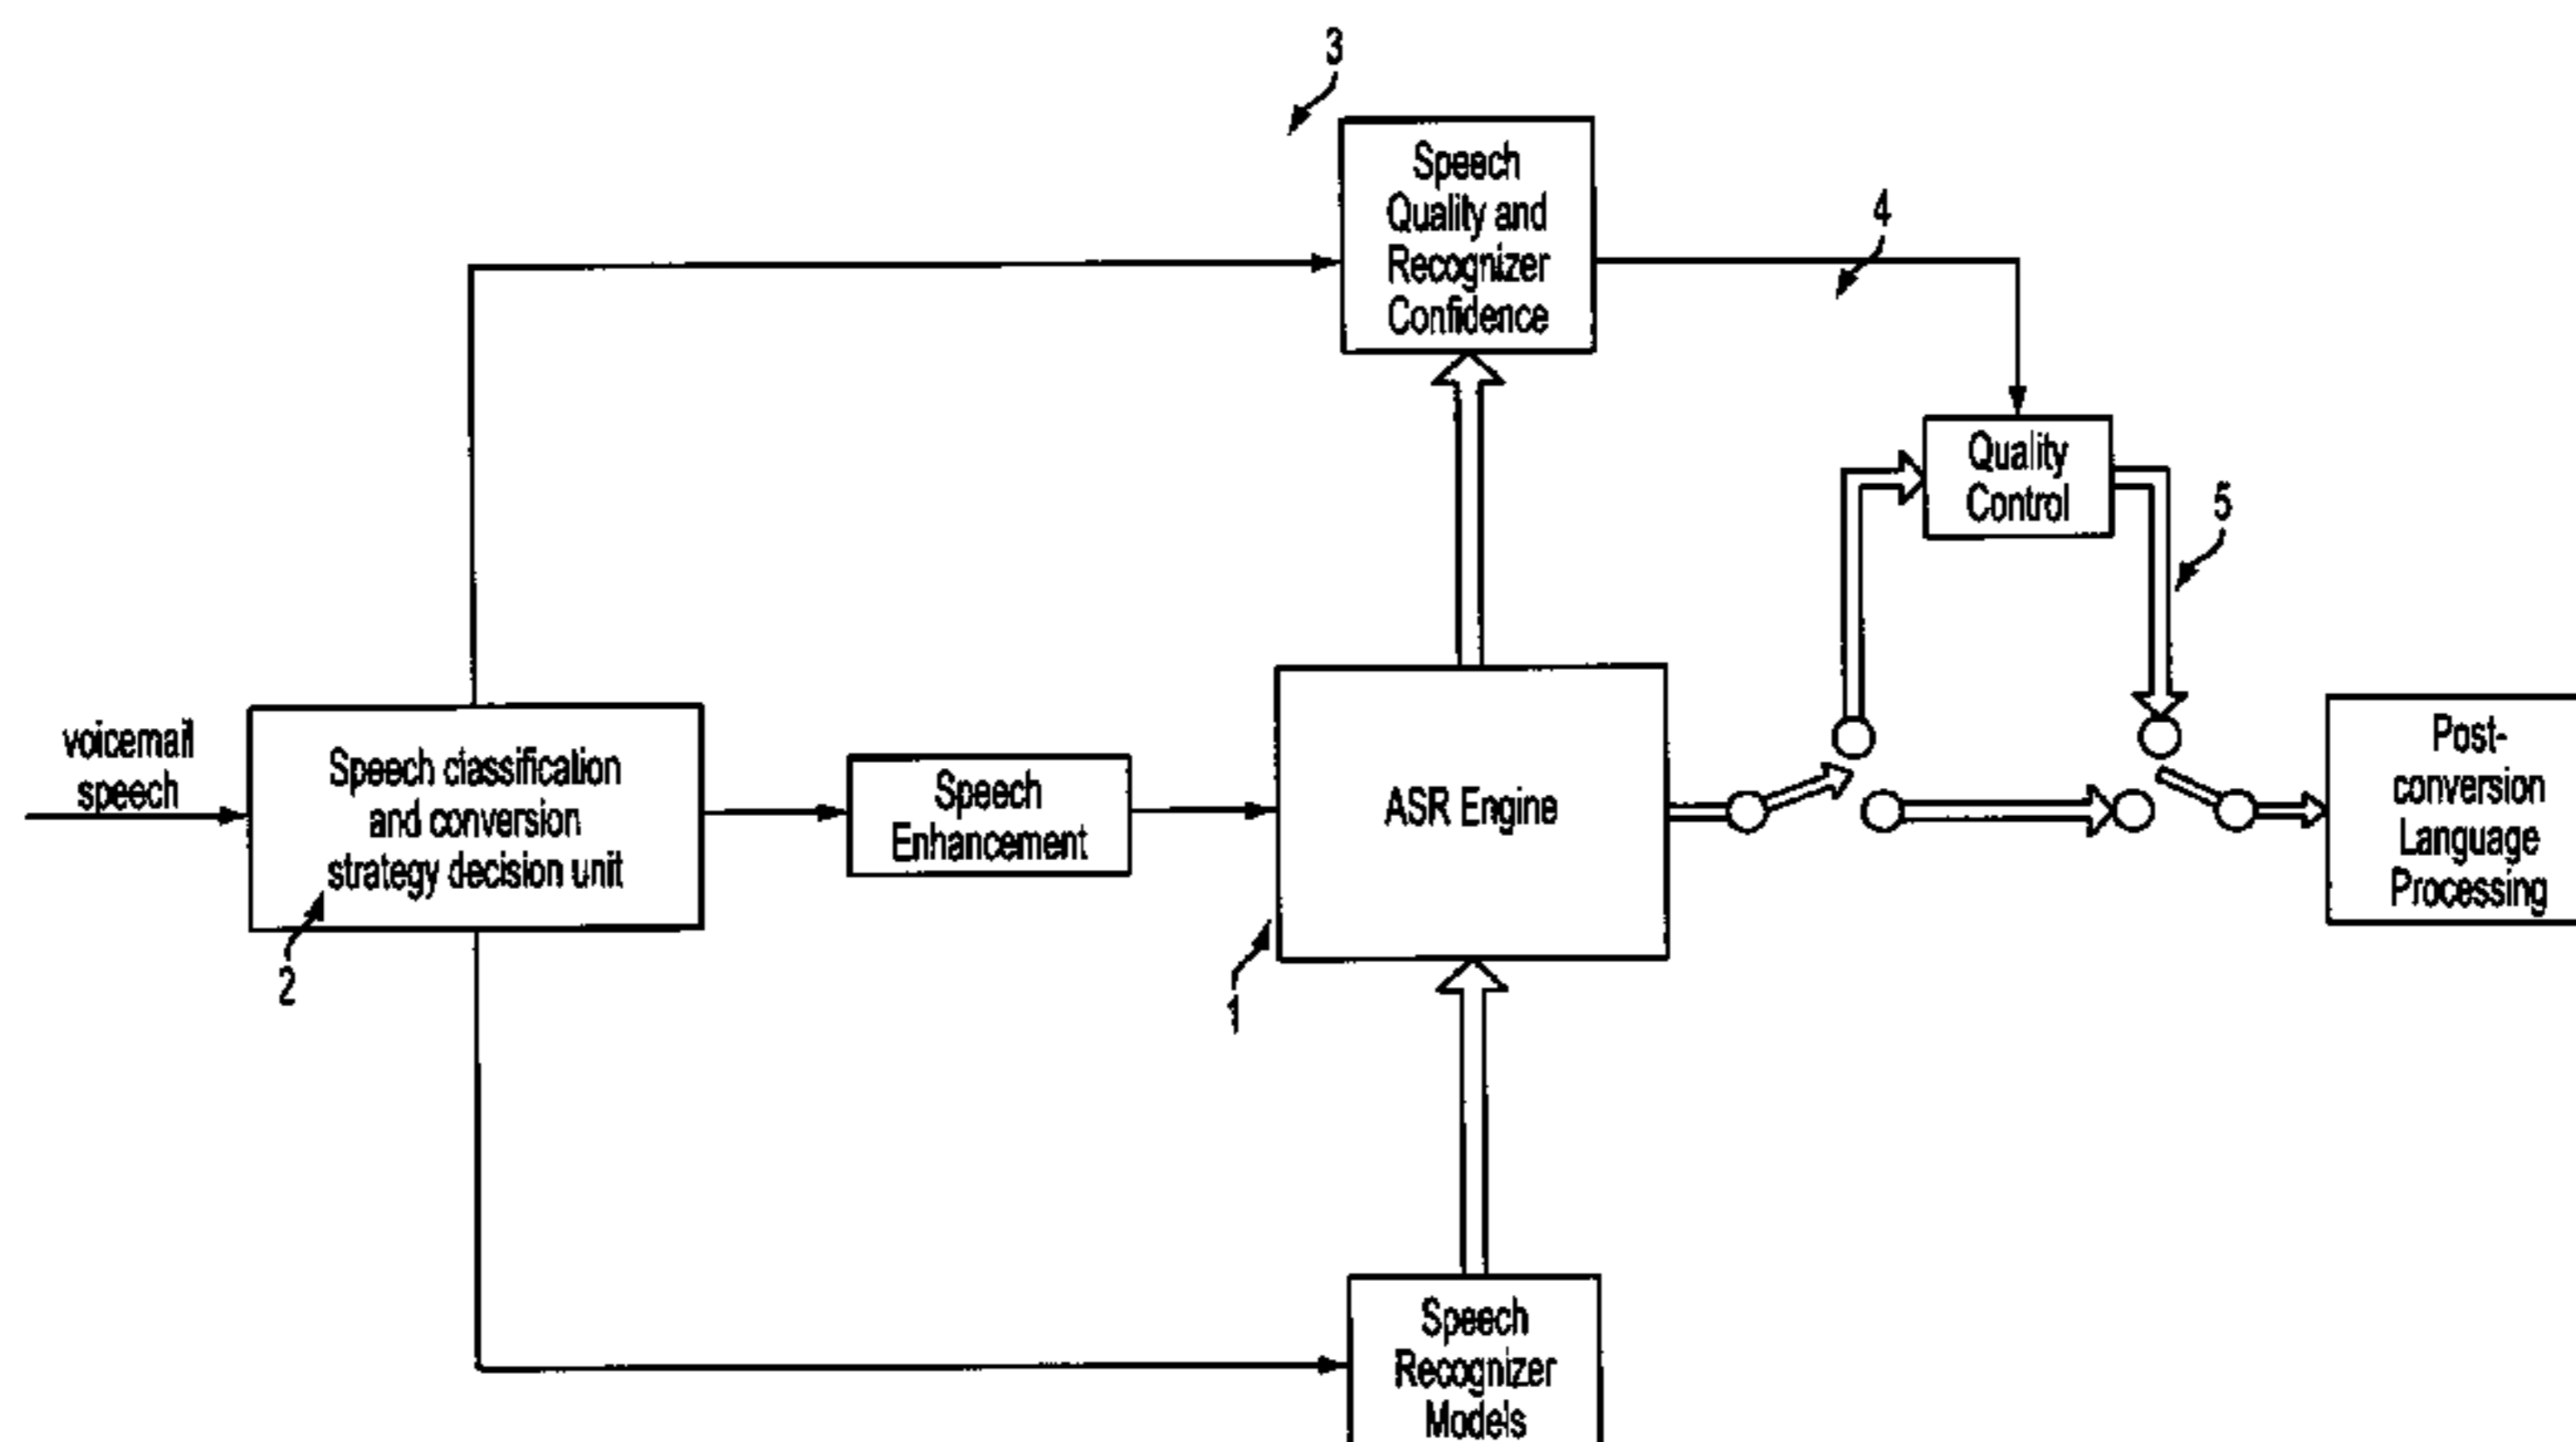 3
Speech
Quality and
Recognizer
Confidence
4
Quality
Control
5
voicemail
speech
Speech classification
and conversion
strategy decision unit
2
Speech
Enhancement
ASR Engine
1
Post-
conversion
Language
Processing
Speech
Recognizer
Models